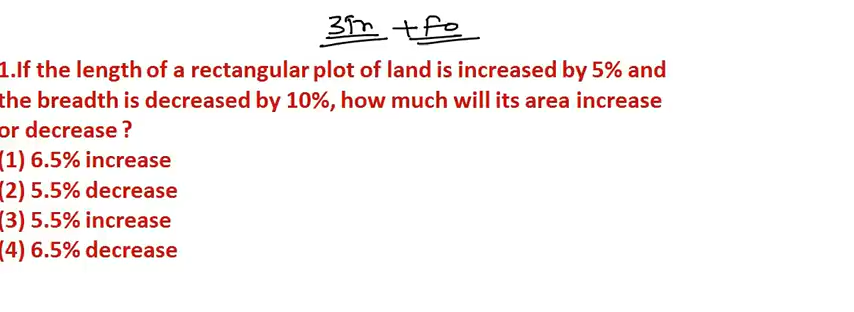 1.If the length of a rectangular plot of land is increased by 5% and
the breadth is decreased by 10%, how much will its area increase
or decrease ?
(1) 6.5% increase
(2) 5.5% decrease
(3) 5.5% increase
(4) 6.5% decrease